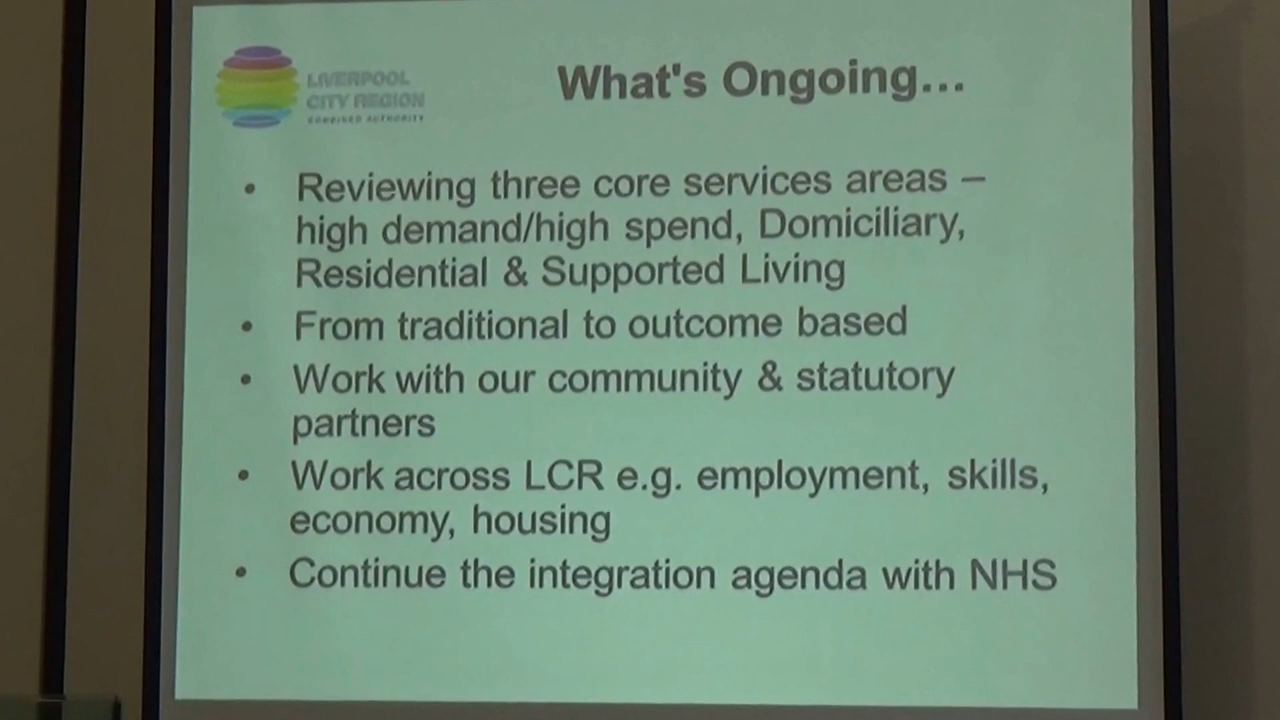 LIVERPOOL
CITY REGION
COMBINED AUTHORITY
What's Ongoing...
• Reviewing three core services areas –
high demand/high spend, Domiciliary,
Residential & Supported Living
• From traditional to outcome based
• Work with our community & statutory
partners
• Work across LCR e.g. employment, skills,
economy, housing
• Continue the integration agenda with NHS